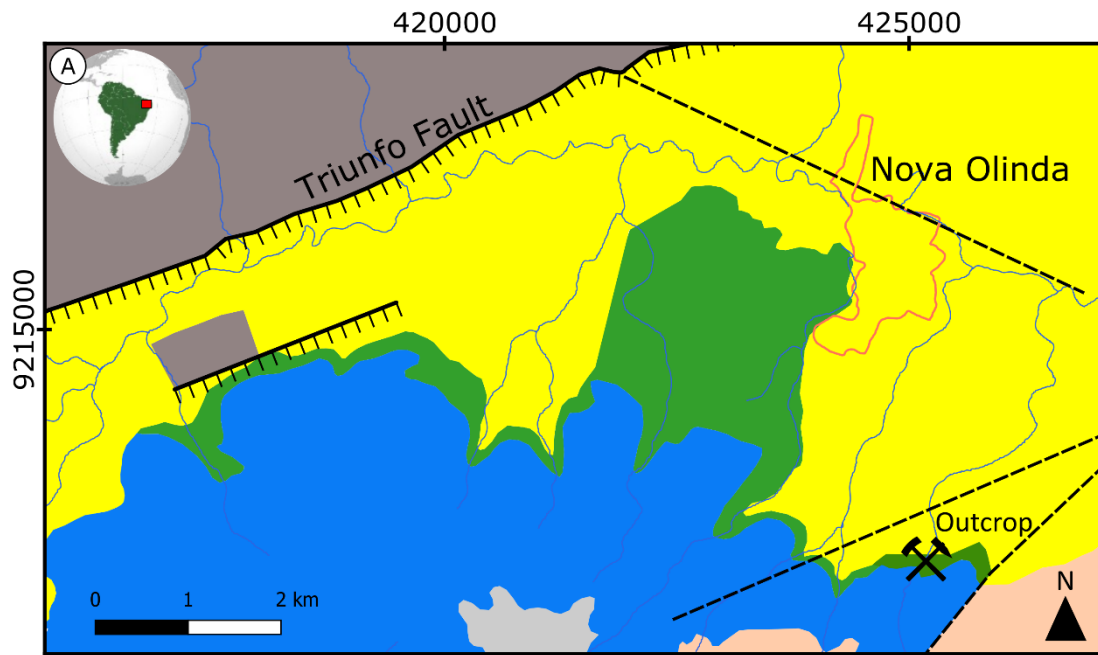 420000
425000
A
Triunfo Fault
Nova Olinda
9215000
Outcrop
N
0 1 2 km